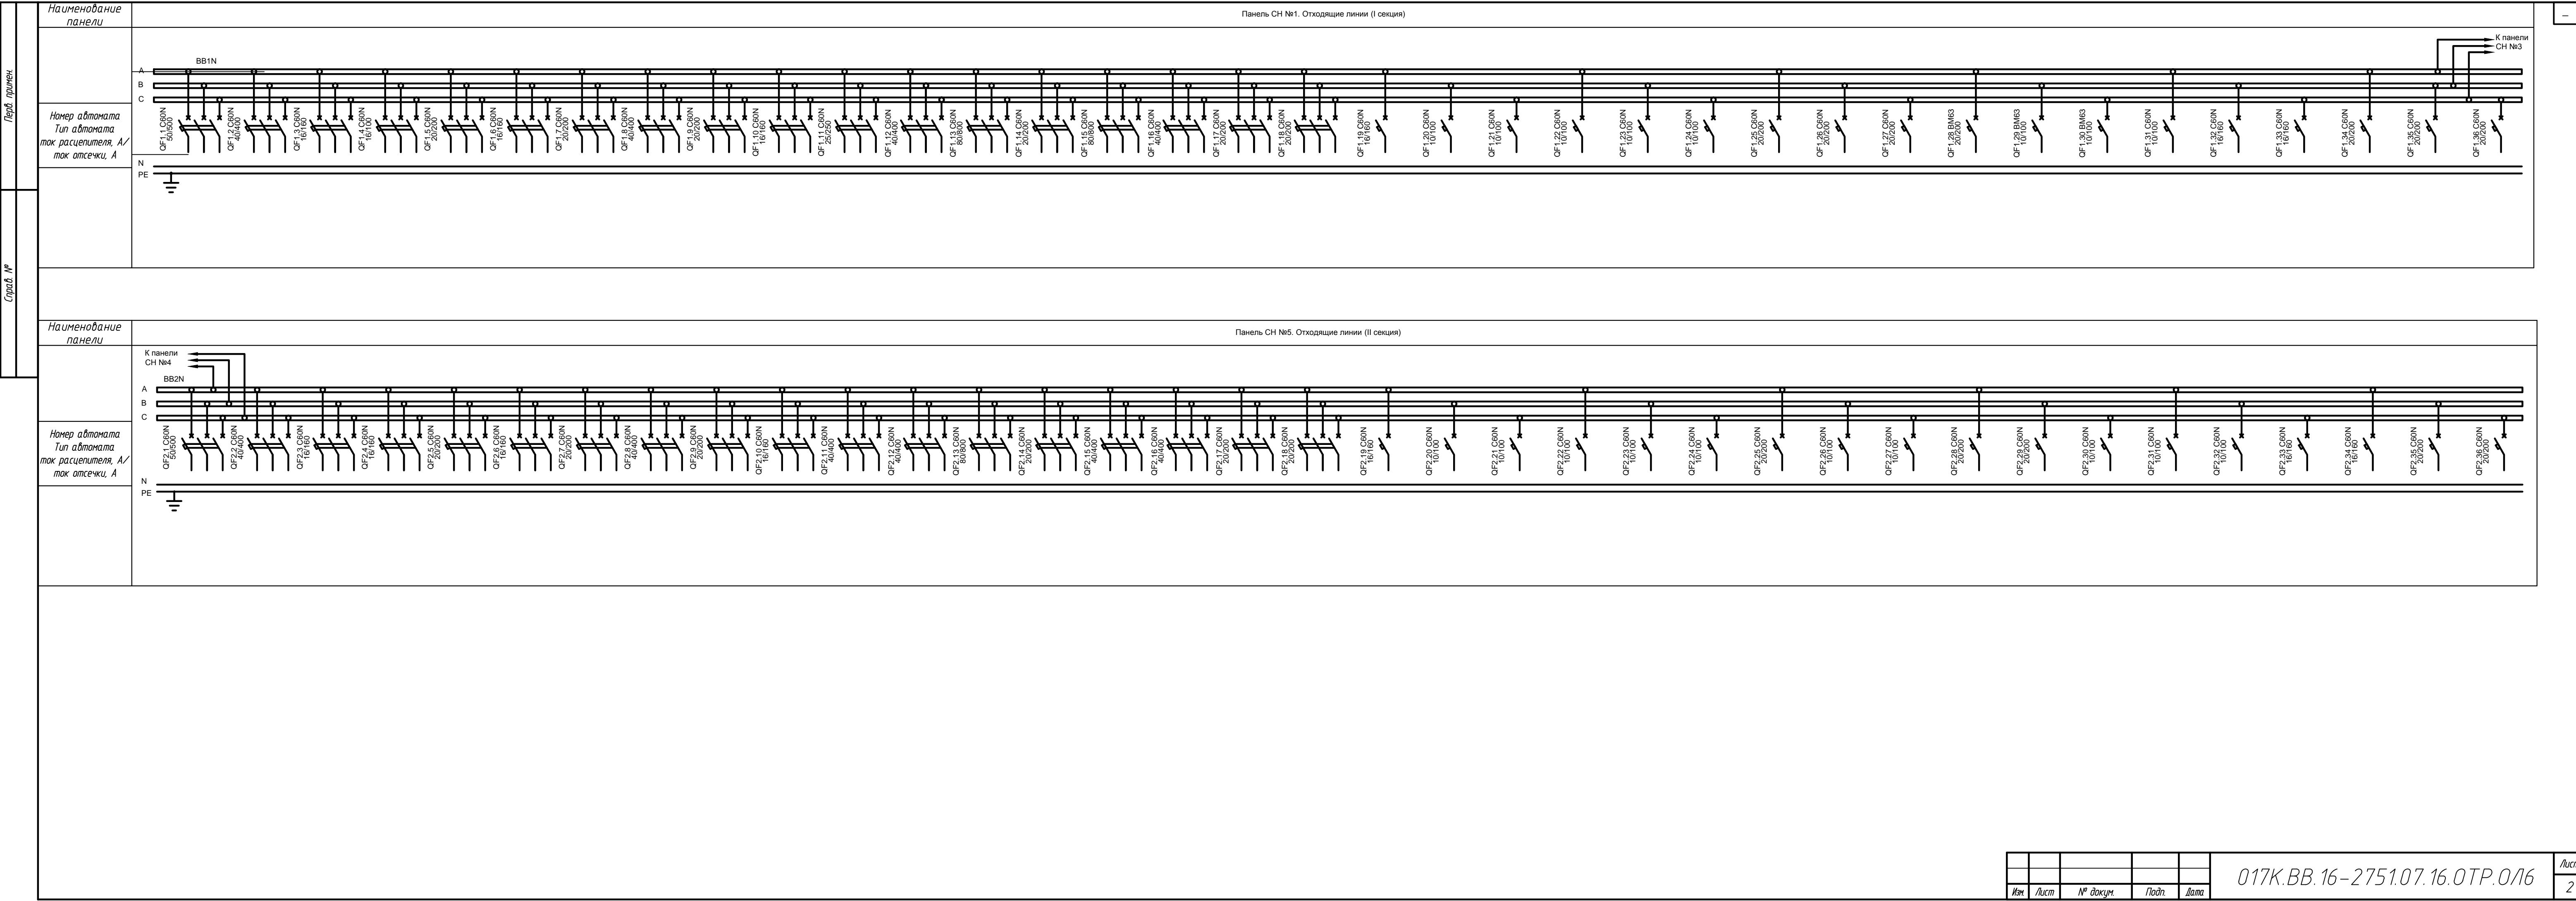 Перв. примен.
Справ. №
Наименование
панели
Панель СН №1. Отходящие линии (I секция)
К панели
СН №3
BB1N
A
B
C
Номер автомата
Тип автомата
ток расцепителя, А/
ток отсечки, А
QF1.1 C60N
50/500
QF1.2 C60N
40/400
QF1.3 C60N
16/160
QF1.4 C60N
16/100
QF1.5 C60N
20/200
QF1.6 C60N
16/160
QF1.7 C60N
20/200
QF1.8 C60N
40/400
QF1.9 C60N
20/200
QF1.10 C60N
16/160
QF1.11 C60N
25/250
QF1.12 C60N
40/400
QF1.13 C60N
80/800
QF1.14 C60N
20/200
QF1.15 C60N
80/800
QF1.16 C60N
40/400
QF1.17 C60N
20/200
QF1.18 C60N
20/200
QF1.19 C60N
16/160
QF1.20 C60N
10/100
QF1.21 C60N
10/100
QF1.22 C60N
10/100
QF1.23 C60N
10/100
QF1.24 C60N
10/100
QF1.25 C60N
20/200
QF1.26 C60N
20/200
QF1.27 C60N
20/200
QF1.28 BM63
20/200
QF1.29 BM63
10/100
QF1.30 BM63
10/100
QF1.31 C60N
10/100
QF1.32 C60N
16/160
QF1.33 C60N
16/160
QF1.34 C60N
20/200
QF1.35 C60N
20/200
QF1.36 C60N
20/200
N
PE
Наименование
панели
Панель СН №5. Отходящие линии (II секция)
К панели
СН №4
BB2N
A
B
C
Номер автомата
Тип автомата
ток расцепителя, А/
ток отсечки, А
QF2.1 C60N
50/500
QF2.2 C60N
40/400
QF2.3 C60N
16/160
QF2.4 C60N
16/160
QF2.5 C60N
20/200
QF2.6 C60N
16/160
QF2.7 C60N
20/200
QF2.8 C60N
40/400
QF2.9 C60N
20/200
QF2.10 C60N
16/160
QF2.11 C60N
40/400
QF2.12 C60N
40/400
QF2.13 C60N
80/800
QF2.14 C60N
20/200
QF2.15 C60N
40/400
QF2.16 C60N
40/400
QF2.17 C60N
20/200
QF2.18 C60N
20/200
QF2.19 C60N
16/160
QF2.20 C60N
10/100
QF2.21 C60N
10/100
QF2.22 C60N
10/100
QF2.23 C60N
10/100
QF2.24 C60N
10/100
QF2.25 C60N
20/200
QF2.26 C60N
10/100
QF2.27 C60N
10/100
QF2.28 C60N
20/200
QF2.29 C60N
20/200
QF2.30 C60N
10/100
QF2.31 C60N
10/100
QF2.32 C60N
10/100
QF2.33 C60N
16/160
QF2.34 C60N
16/160
QF2.35 C60N
20/200
QF2.36 C60N
20/200
N
PE
Изм. Лист № докум. Подп. Дата
017К.ВВ.16-2751.07.16.ОТР.ОЛ6
Лист
2